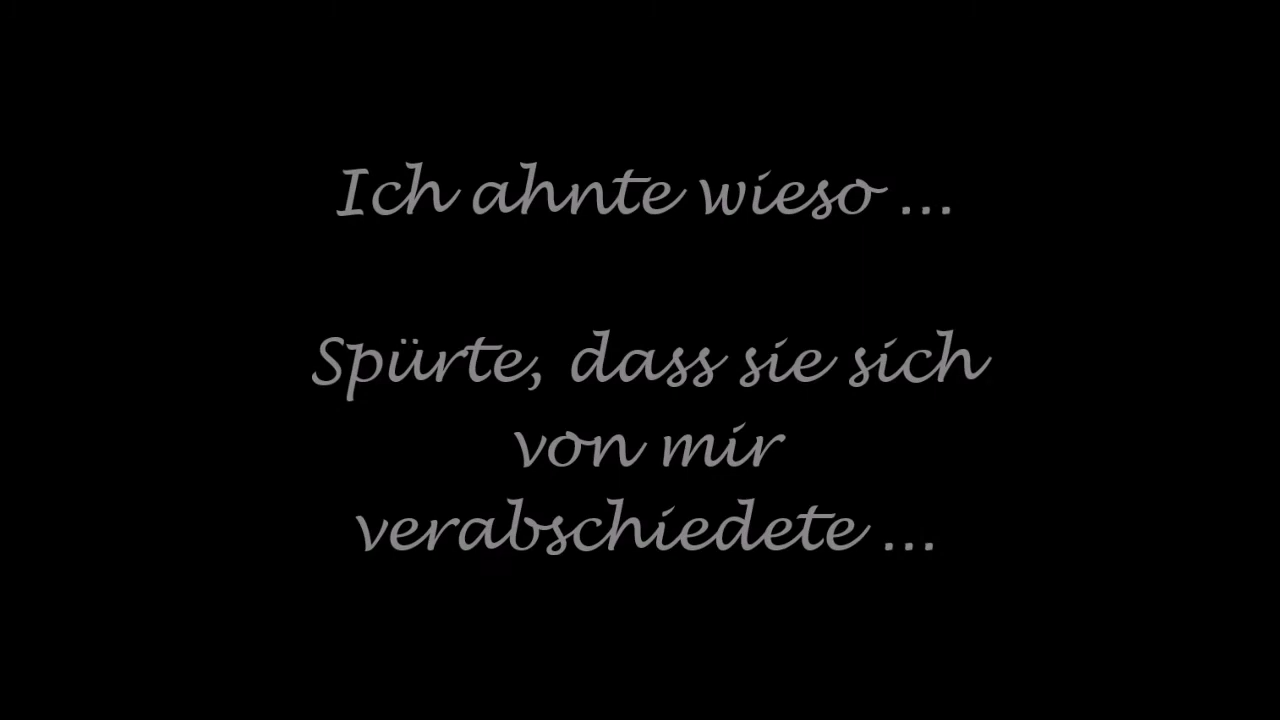 Ich ahnte wieso ...
Spürte, dass sie sich
von mir
verabschiedete ...